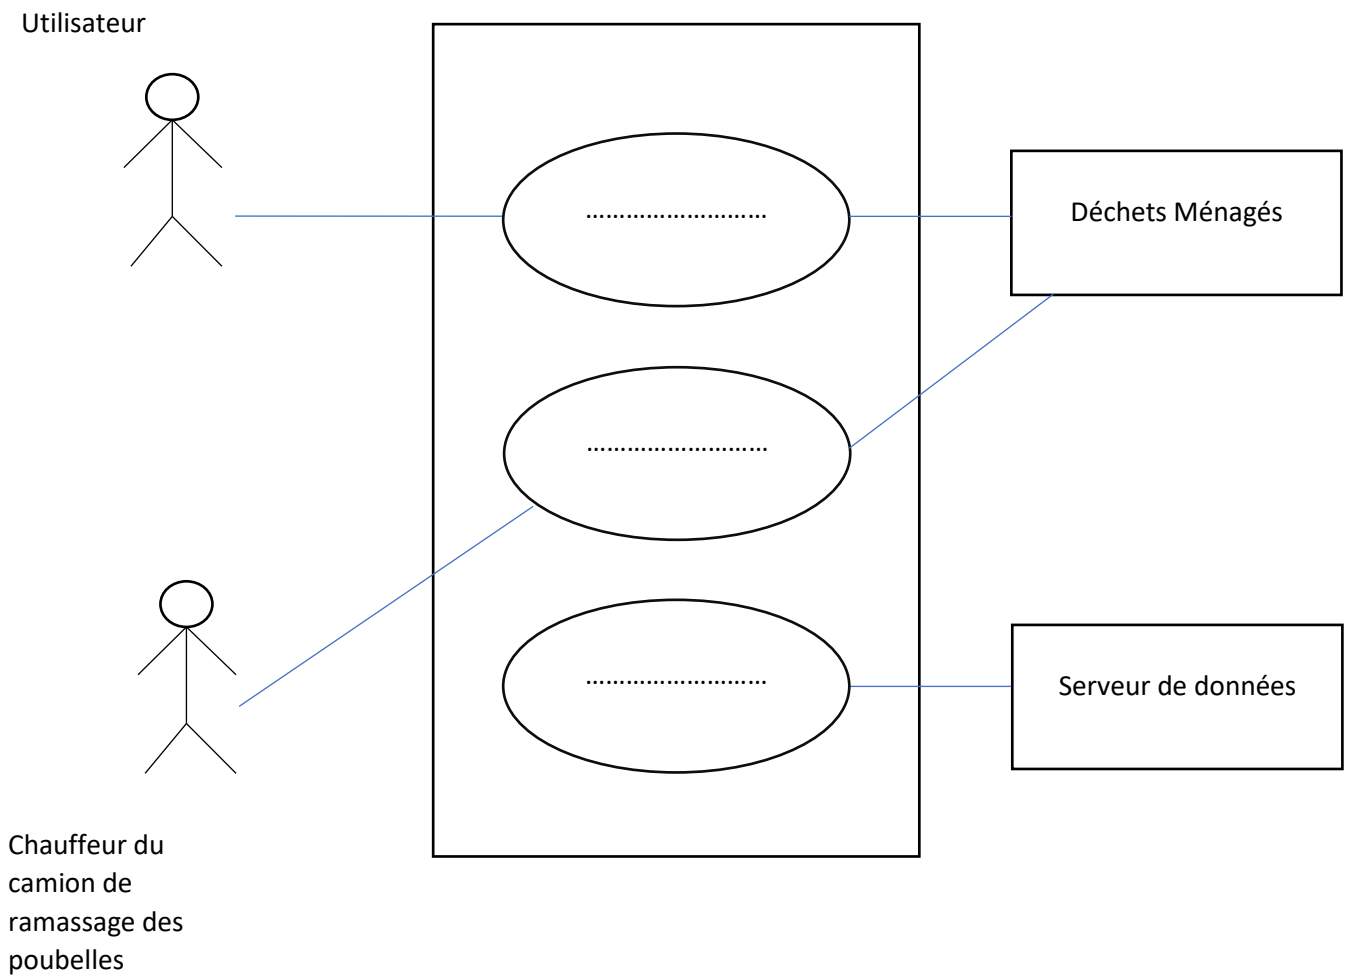 Utilisateur
..............................
Déchets Ménagés
..............................
..............................
Serveur de données
Chauffeur du
camion de
ramassage des
poubelles